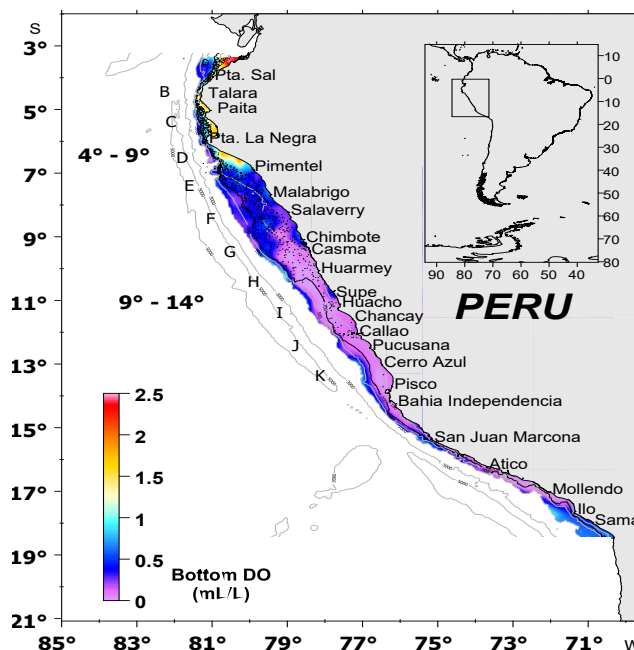 S
3°
5°
7°
9°
11°
13°
15°
17°
19°
21°
85°
83°
81°
79°
77°
75°
73°
71°
W
B
C
D
E
F
G
H
I
J
K
4° - 9°
9° - 14°
Pta. Sal
Talara
Paita
Pta. La Negra
Pimentel
Malabrigo
Salaverry
Chimbote
Casma
Huarmey
Supe
Huacho
Chancay
Callao
Pucusana
Cerro Azul
Pisco
Bahia Independencia
San Juan Marcona
Atico
Mollendo
Ilo
Sama
PERU
10
0
10
20
30
40
50
60
70
80
90
80
70
60
50
40
2.5
2
1.5
1
0.5
0
Bottom DO
(mL/L)